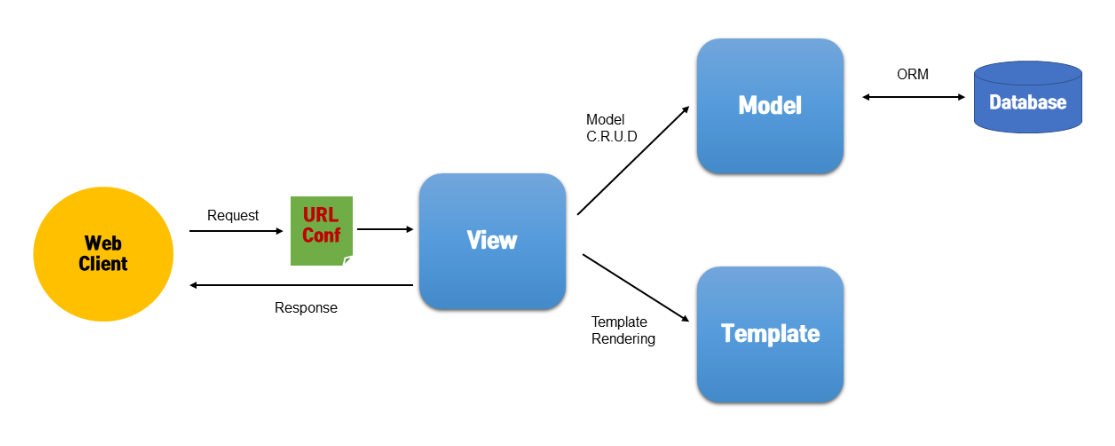 Web
Client
Request
URL
Conf
Response
View
Model
C.R.U.D
Template
Rendering
Model
ORM
Database
Template